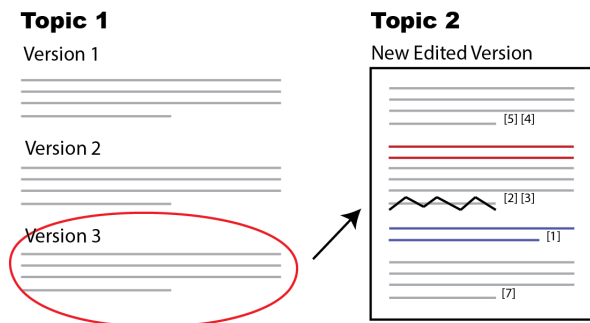 Topic 1
Version 1
Version 2
Version 3
Topic 2
New Edited Version
[5] [4]
[2] [3]
[1]
[7]